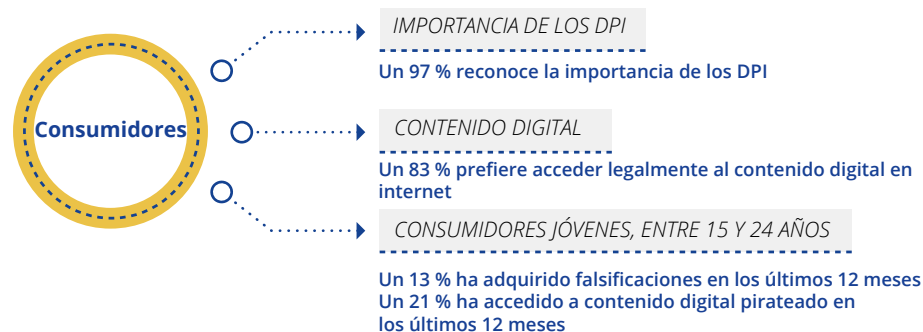 Consumidores
IMPORTANCIA DE LOS DPI
Un 97 % reconoce la importancia de los DPI
CONTENIDO DIGITAL
Un 83 % prefiere acceder legalmente al contenido digital en
internet
CONSUMIDORES JÓVENES, ENTRE 15 Y 24 AÑOS
Un 13 % ha adquirido falsificaciones en los últimos 12 meses
Un 21 % ha accedido a contenido digital pirateado en
los últimos 12 meses